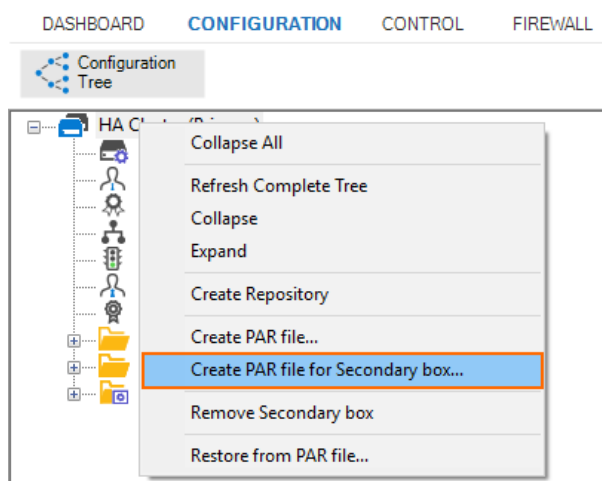 DASHBOARD CONFIGURATION CONTROL FIREWALL
Configuration
Tree
HA
Collapse All
Refresh Complete Tree
Collapse
Expand
Create Repository
Create PAR file...
Create PAR file for Secondary box...
Remove Secondary box
Restore from PAR file...